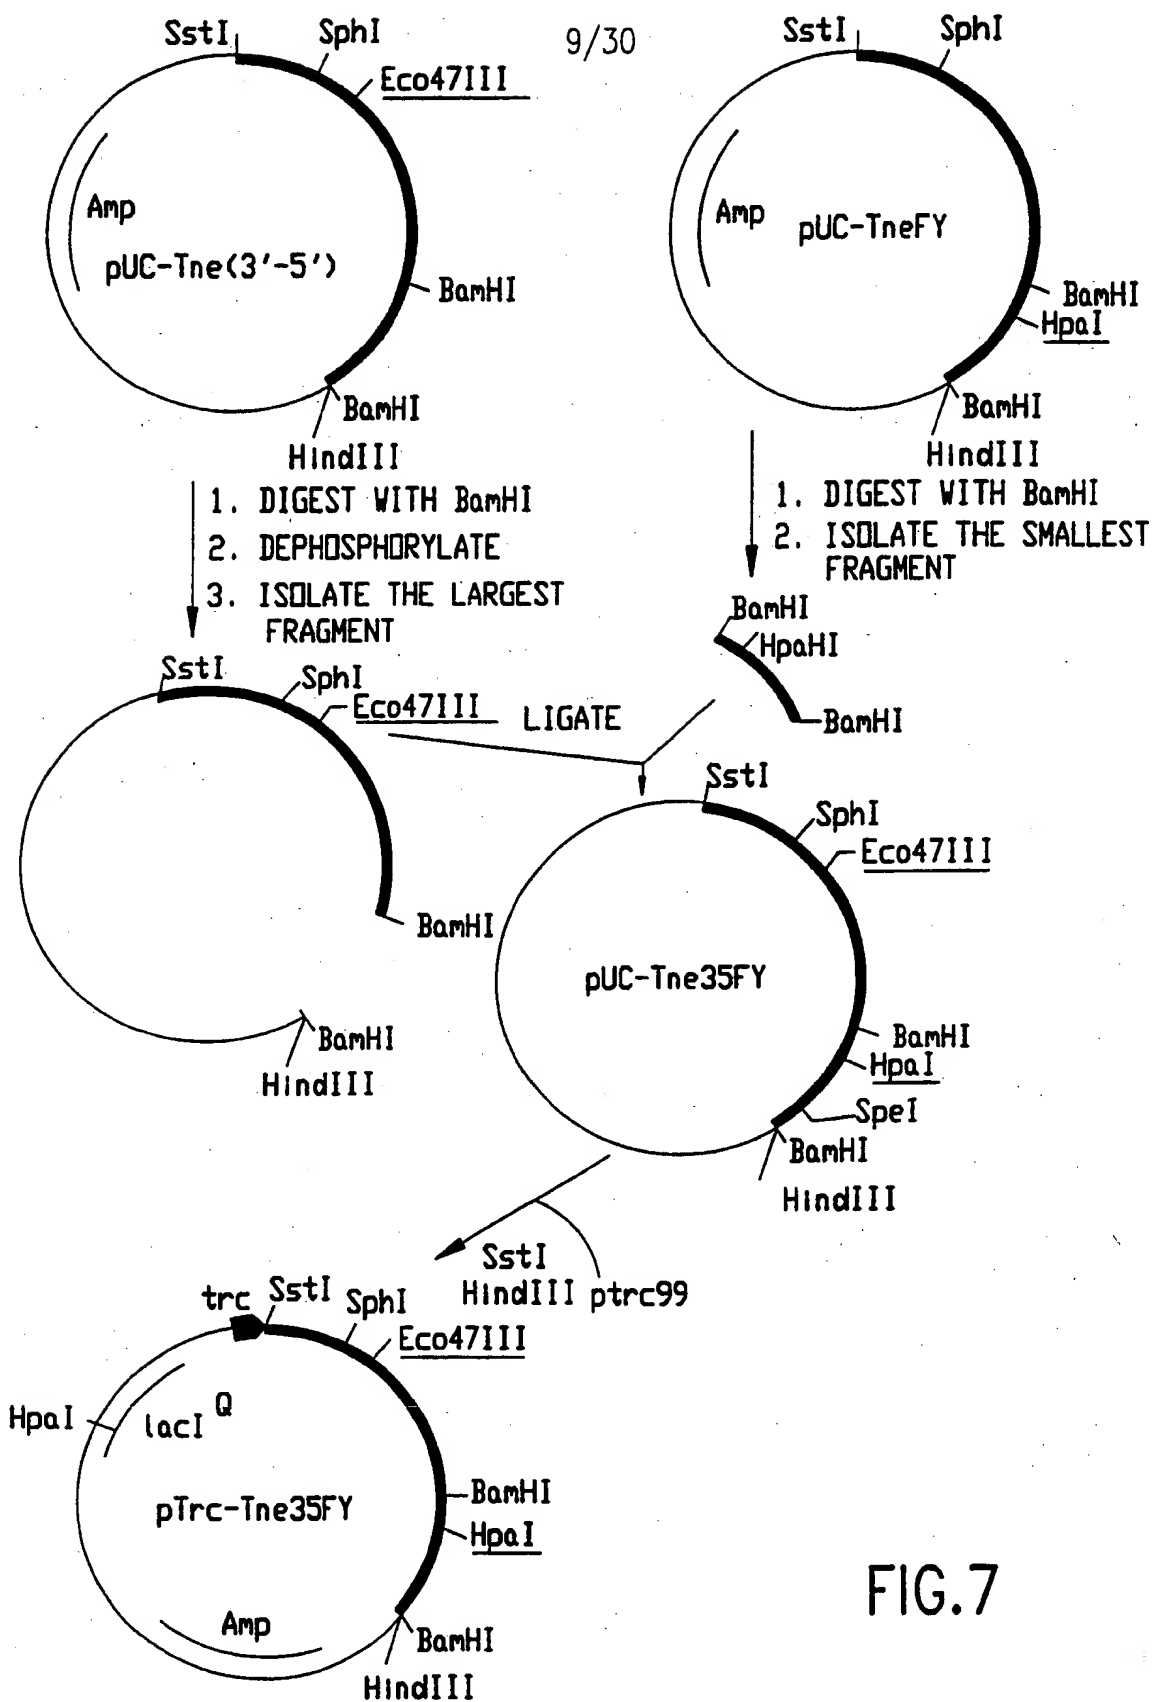 9/30
SstI
SphI
Eco47III
Amp
pUC-Tne(3'-5')
BamHI
BamHI
HindIII
1. DIGEST WITH BamHI
2. DEPHOSPHORYLATE
3. ISOLATE THE LARGEST
FRAGMENT
SstI
SphI
Amp
pUC-TneFY
BamHI
HpaI
BamHI
HindIII
1. DIGEST WITH BamHI
2. ISOLATE THE SMALLEST
FRAGMENT
BamHI
HpaHI
BamHI
SstI
SphI
Eco47III
BamHI
BamHI
HindIII
LIGATE
SstI
SphI
Eco47III
pUC-Tne35FY
BamHI
HpaI
SpeI
BamHI
HindIII
SstI
HindIII ptrc99
trc
SstI
SphI
Eco47III
HpaI
lacI Q
pTrc-Tne35FY
BamHI
HpaI
Amp
BamHI
HindIII
FIG.7